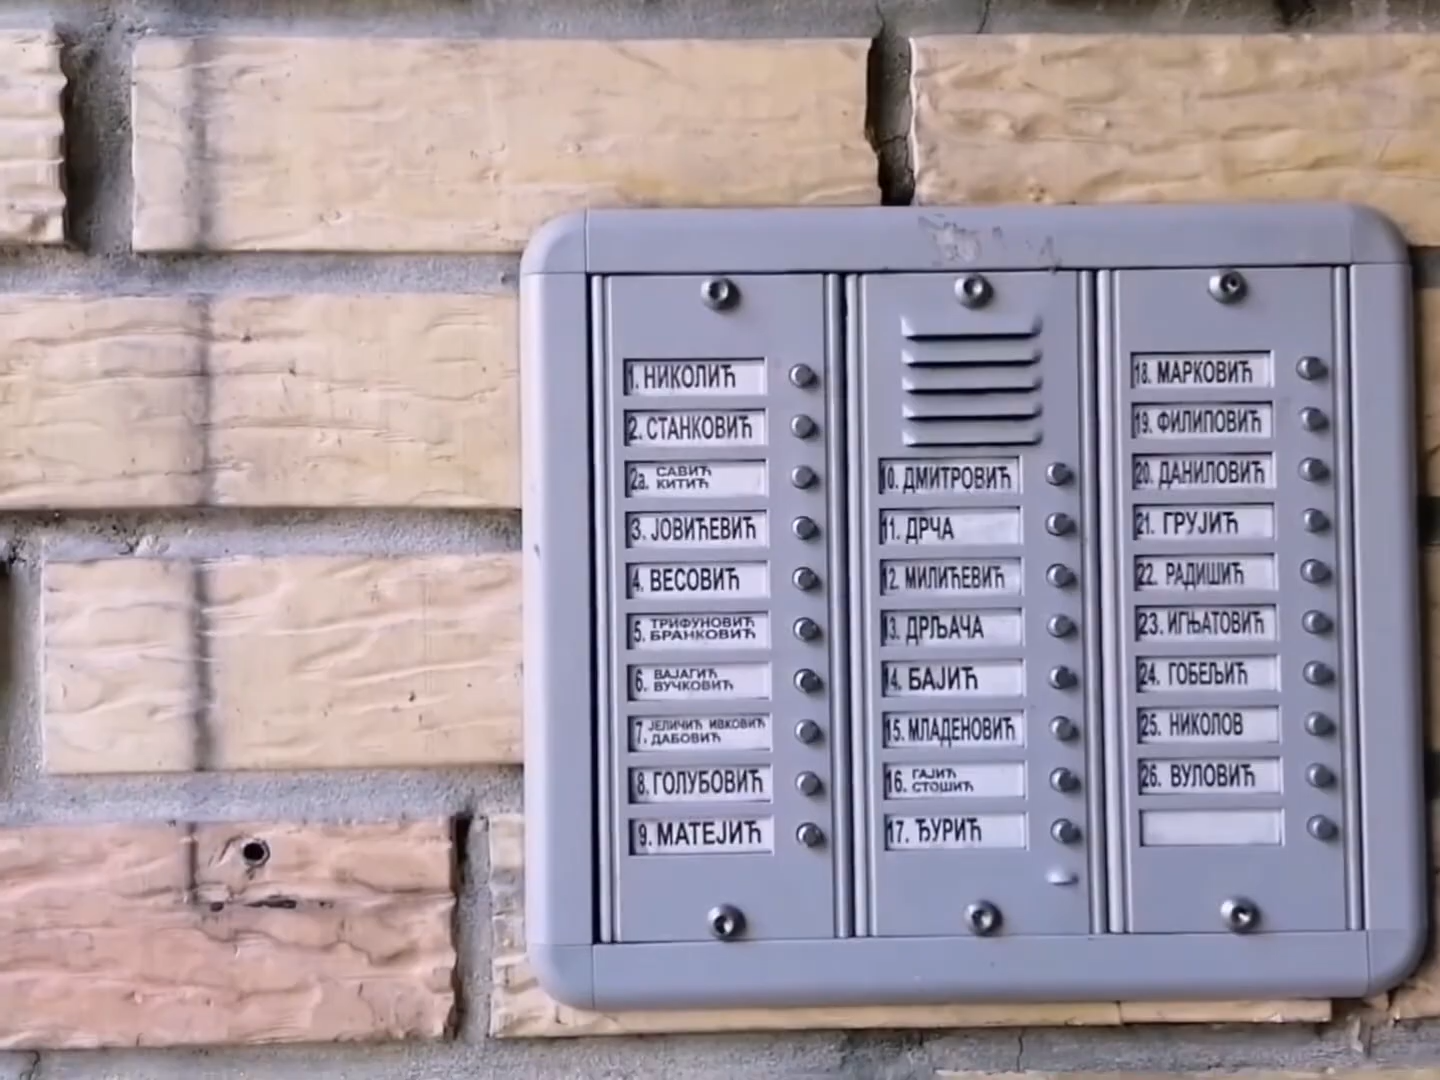 1. НИКОЛИЋ
2. СТАНКОВИЋ
2а. САВИЋ
КИТИЋ
3. ЈОВИЋЕВИЋ
4. ВЕСОВИЋ
5. ТРИФУНОВИЋ
БРАНКОВИЋ
6. ВАЈАГИЋ
ВУЧКОВИЋ
7. ЈЕЛИЧИЋ ИВКОВИЋ
ДАБОВИЋ
8. ГОЛУБОВИЋ
9. МАТЕЈИЋ
10. ДМИТРОВИЋ
11. ДРЧА
12. МИЛИЋЕВИЋ
13. ДРЉАЧА
14. БАЈИЋ
15. МЛАДЕНОВИЋ
16. ГАЈИЋ
СТОШИЋ
17. ЂУРИЋ
18. МАРКОВИЋ
19. ФИЛИПОВИЋ
20. ДАНИЛОВИЋ
21. ГРУЈИЋ
22. РАДИШИЋ
23. ИГЊАТОВИЋ
24. ГОБЕЉИЋ
25. НИКОЛОВ
26. ВУЛОВИЋ